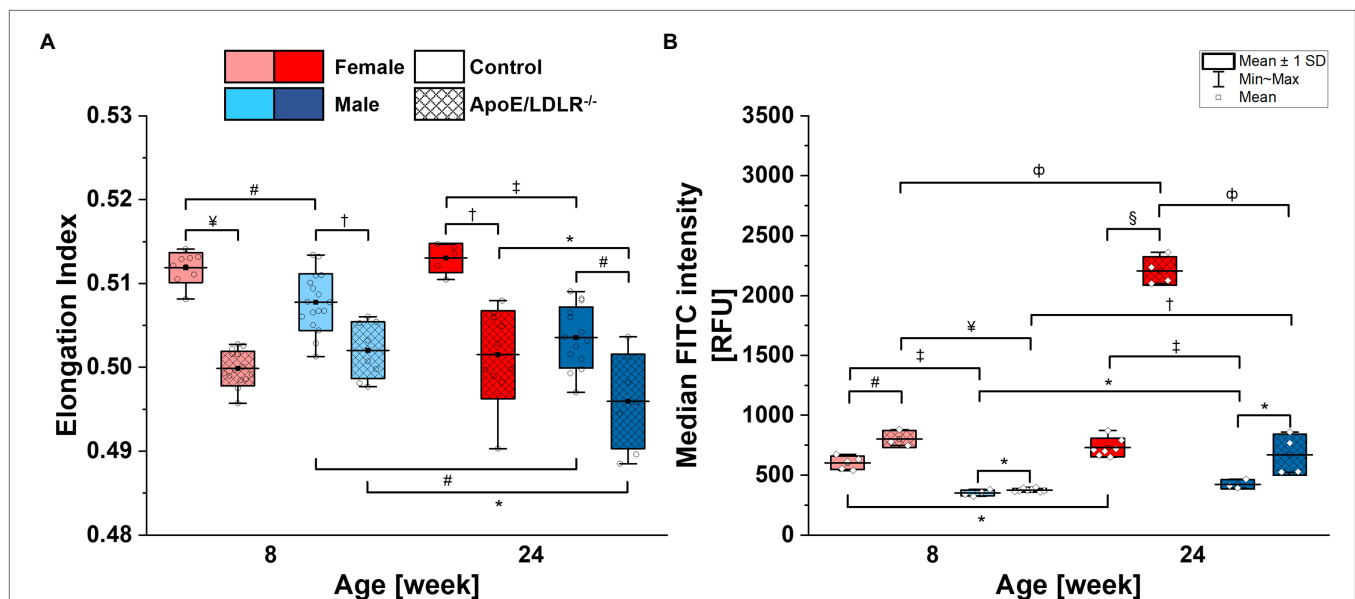 A
Female
Control
Male
ApoE/LDLR-/-
Elongation Index
0.53
0.52
0.51
0.50
0.49
0.48
#
¥
†
‡
†
*
#
#
*
8
24
Age [week]
B
Mean ± 1 SD
Min~Max
Mean
Median FITC intensity
[RFU]
3500
3000
2500
2000
1500
1000
500
0
ф
ф
§
†
¥
‡
‡
#
*
*
*
*
8
24
Age [week]